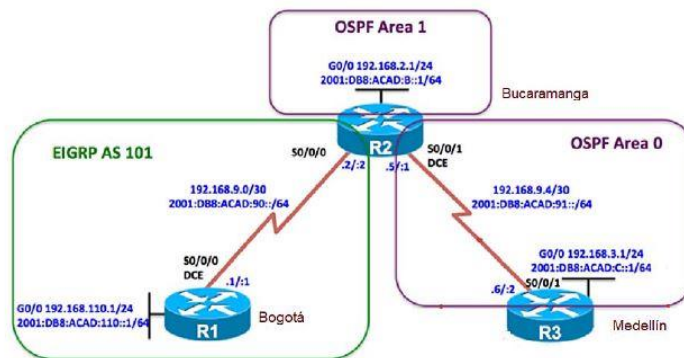 OSPF Area 1
G0/0 192.168.2.1/24
2001:DB8:ACAD:B::1/64
Bucaramanga
EIGRP AS 101
R2
OSPF Area 0
S0/0/0
S0/0/1
DCE
.2/:2
.5/:1
192.168.9.0/30
2001:DB8:ACAD:90::/64
192.168.9.4/30
2001:DB8:ACAD:91::/64
S0/0/0
DCE
.1/:1
G0/0 192.168.3.1/24
2001:DB8:ACAD:C::1/64
.6/:2
S0/0/1
G0/0 192.168.110.1/24
2001:DB8:ACAD:110::1/64
R1
Bogotá
R3
Medellín